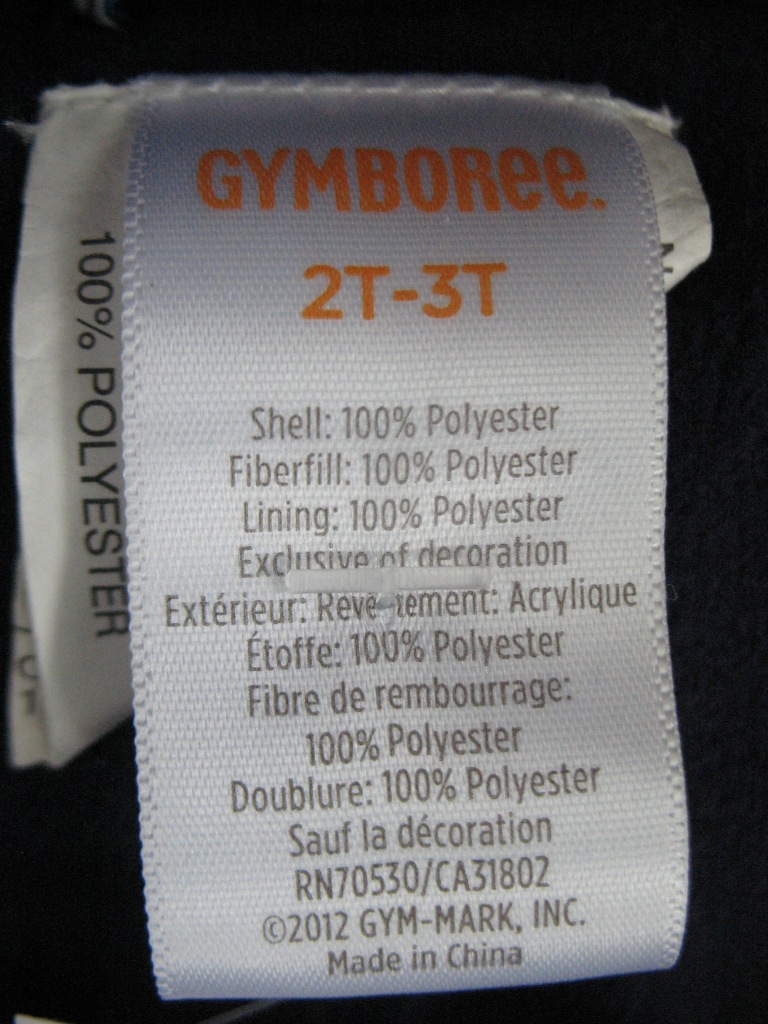 GYMBOREE.
2T-3T
Shell: 100% Polyester
Fiberfill: 100% Polyester
Lining: 100% Polyester
Exclusive of decoration
Extérieur: Revêtement: Acrylique
Étoffe: 100% Polyester
Fibre de rembourrage:
100% Polyester
Doublure: 100% Polyester
Sauf la décoration
RN70530/CA31802
©2012 GYM-MARK, INC.
Made in China
100% POLYESTER